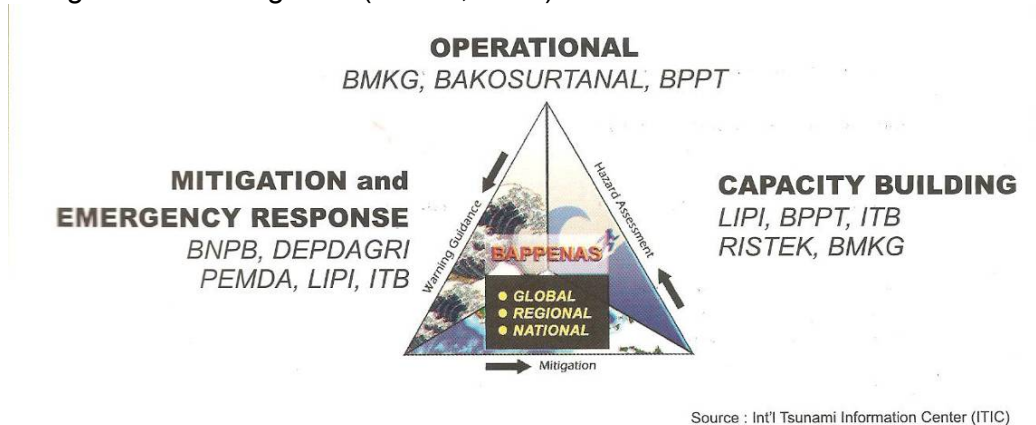 OPERATIONAL
BMKG, BAKOSURTANAL, BPPT
MITIGATION and
EMERGENCY RESPONSE
BNPB, DEPDAGRI
PEMDA, LIPI, ITB
Warning Guidance
Hazard Assessment
CAPACITY BUILDING
LIPI, BPPT, ITB
RISTEK, BMKG
BAPPENAS
• GLOBAL
• REGIONAL
• NATIONAL
Mitigation
Source : Int'l Tsunami Information Center (ITIC)